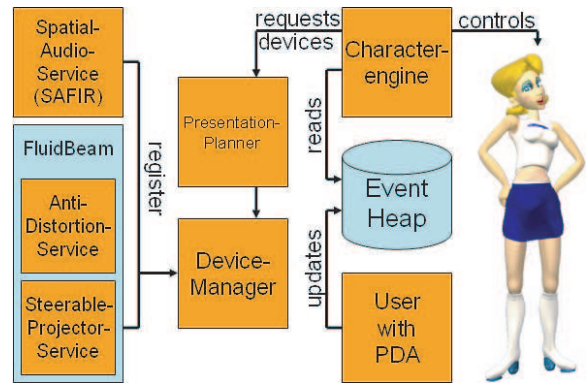 Spatial-
Audio-
Service
(SAFIR)
FluidBeam
Anti-
Distortion-
Service
Steerable-
Projector-
Service
register
requests
devices
Presentation-
Planner
Device-
Manager
Character-
engine
controls
reads
Event
Heap
updates
User
with
PDA